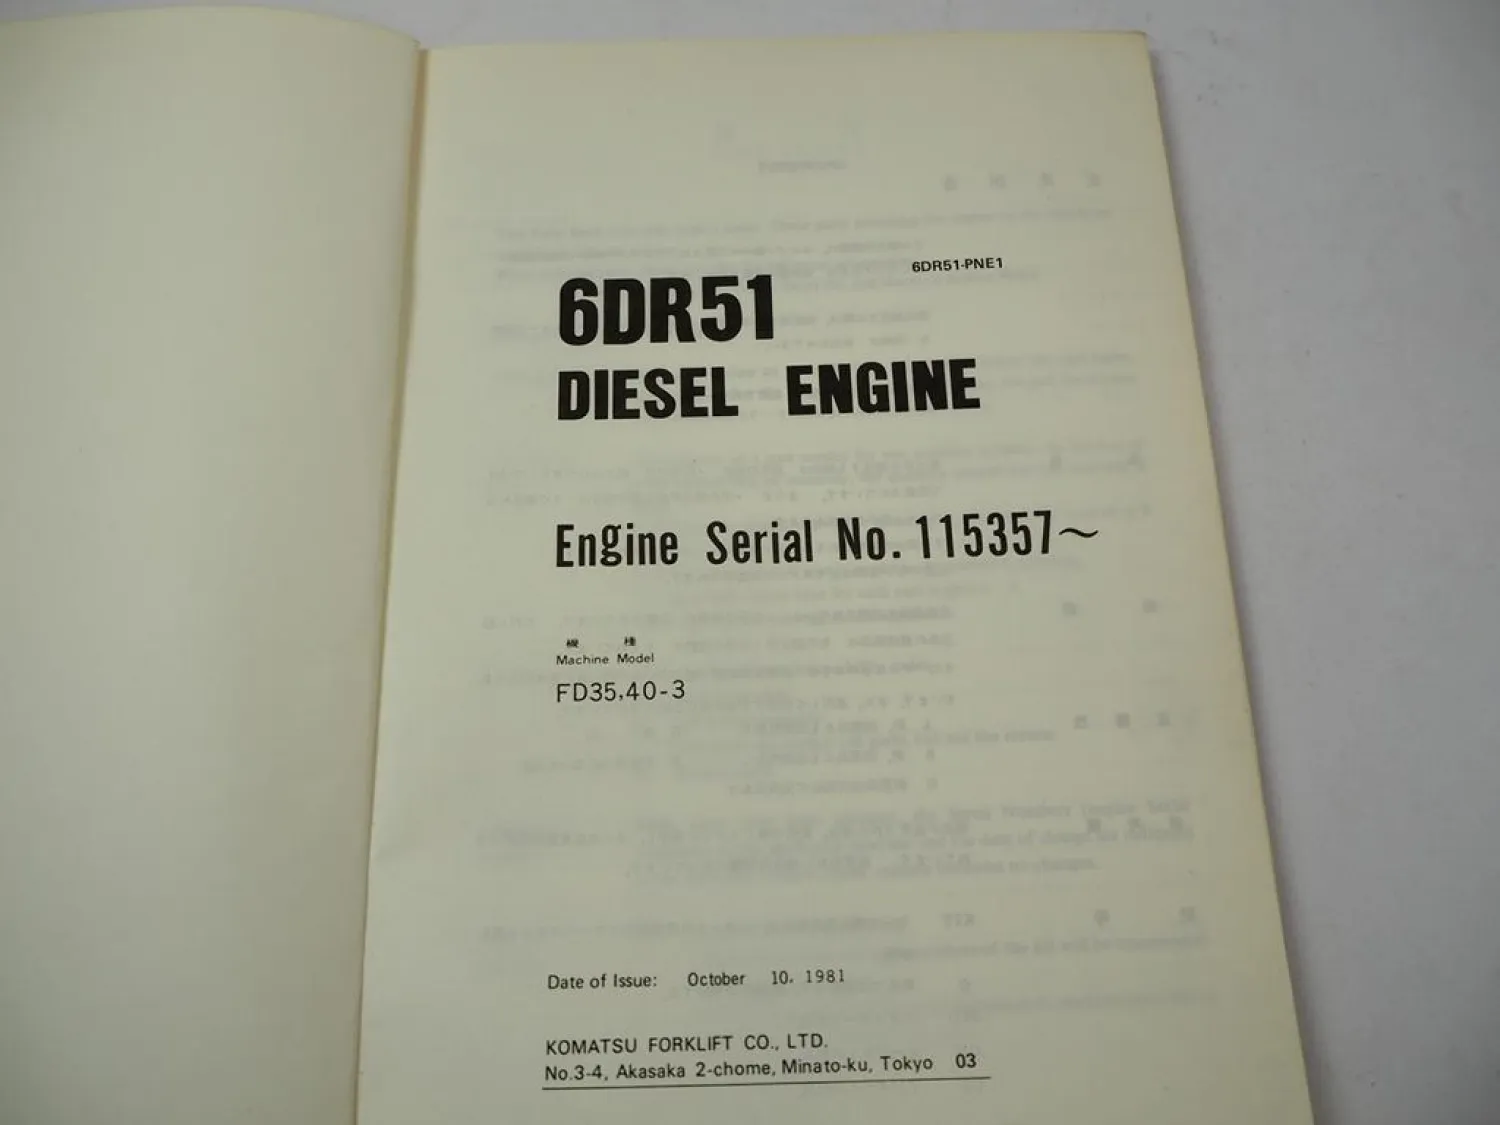 6DR51-PNE1
6DR51
DIESEL ENGINE
Engine Serial No. 115357~
機 種
Machine Model
FD35,40-3
Date of Issue: October 10. 1981
KOMATSU FORKLIFT CO., LTD.
No.3-4, Akasaka 2-chome, Minato-ku, Tokyo 03